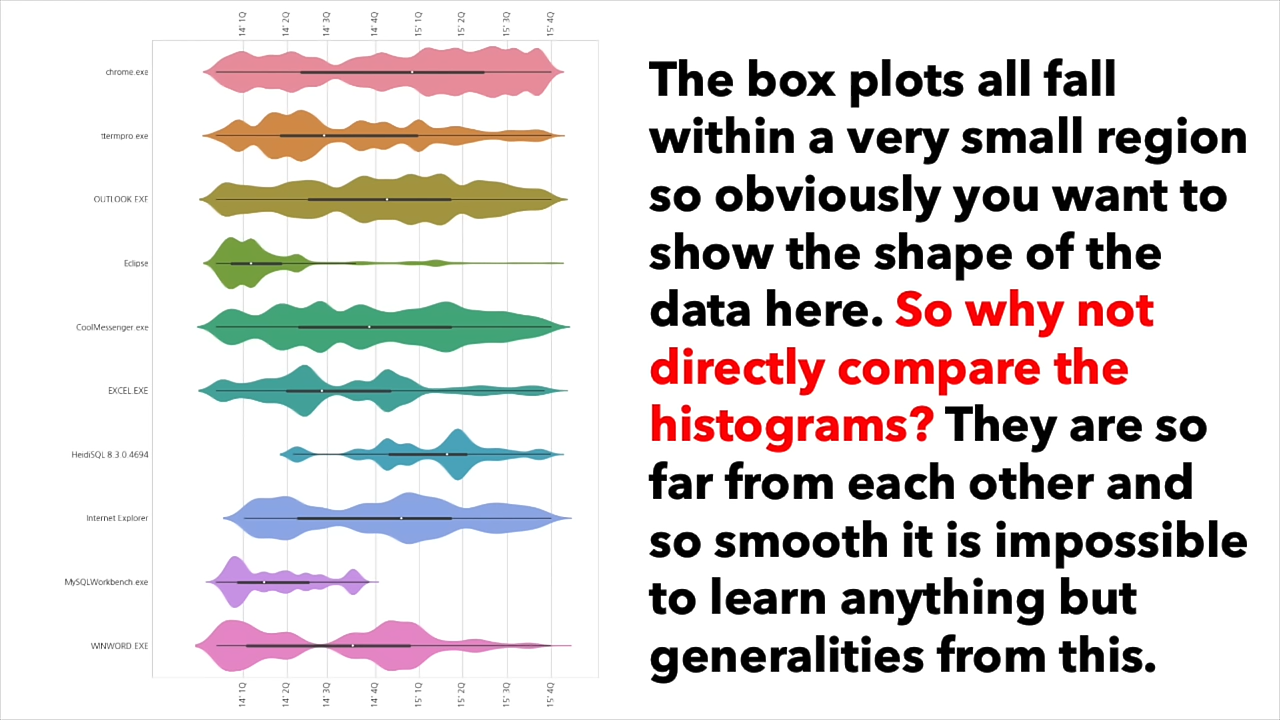 14' 1Q 14' 2Q 14' 3Q 14' 4Q 15' 1Q 15' 2Q 15' 3Q 15' 4Q
chrome.exe
ttermpro.exe
OUTLOOK.EXE
Eclipse
CoolMessenger.exe
EXCEL.EXE
HeidiSQL 8.3.0.4694
Internet Explorer
MySQLWorkbench.exe
WINWORD.EXE
14' 1Q 14' 2Q 14' 3Q 14' 4Q 15' 1Q 15' 2Q 15' 3Q 15' 4Q
The box plots all fall
within a very small region
so obviously you want to
show the shape of the
data here. So why not
directly compare the
histograms? They are so
far from each other and
so smooth it is impossible
to learn anything but
generalities from this.